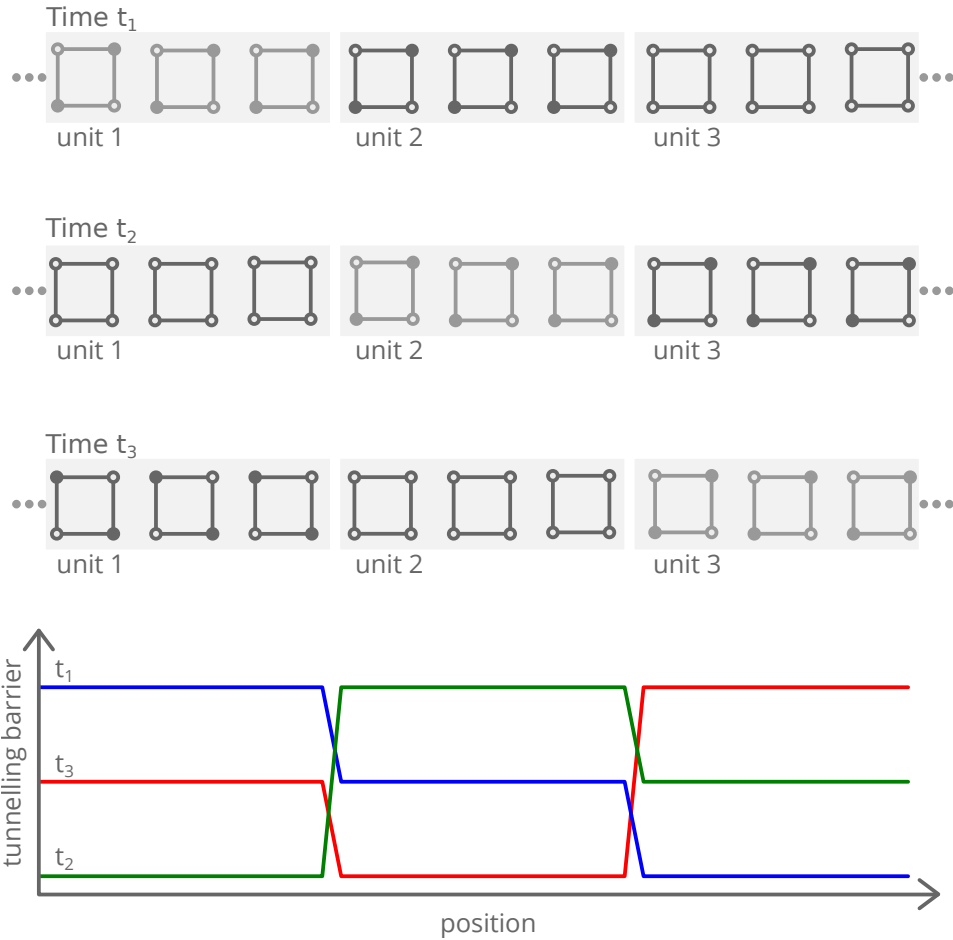 Time t₁
unit 1
unit 2
unit 3
Time t₂
unit 1
unit 2
unit 3
Time t₃
unit 1
unit 2
unit 3
tunnelling barrier
t₁
t₃
t₂
position